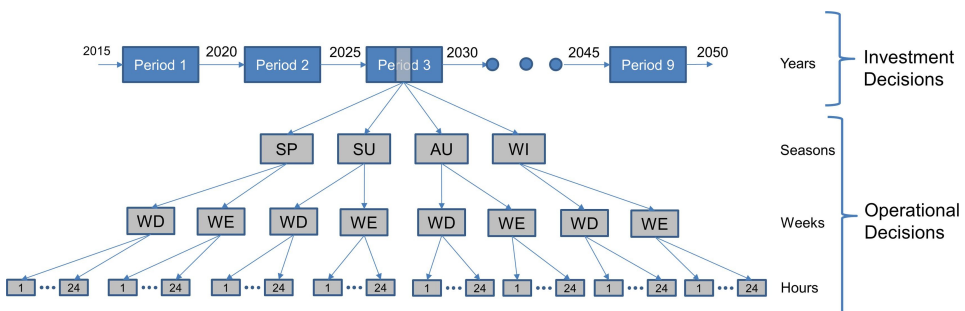 2015 Period 1 2020 Period 2 2025 Period 3 2030 2045 Period 9 2050 Years
Investment
Decisions
SP SU AU WI Seasons
WD WE WD WE WD WE WD WE Weeks
Operational
Decisions
1 24 1 24 1 24 1 24 1 24 1 24 1 24 1 24 Hours